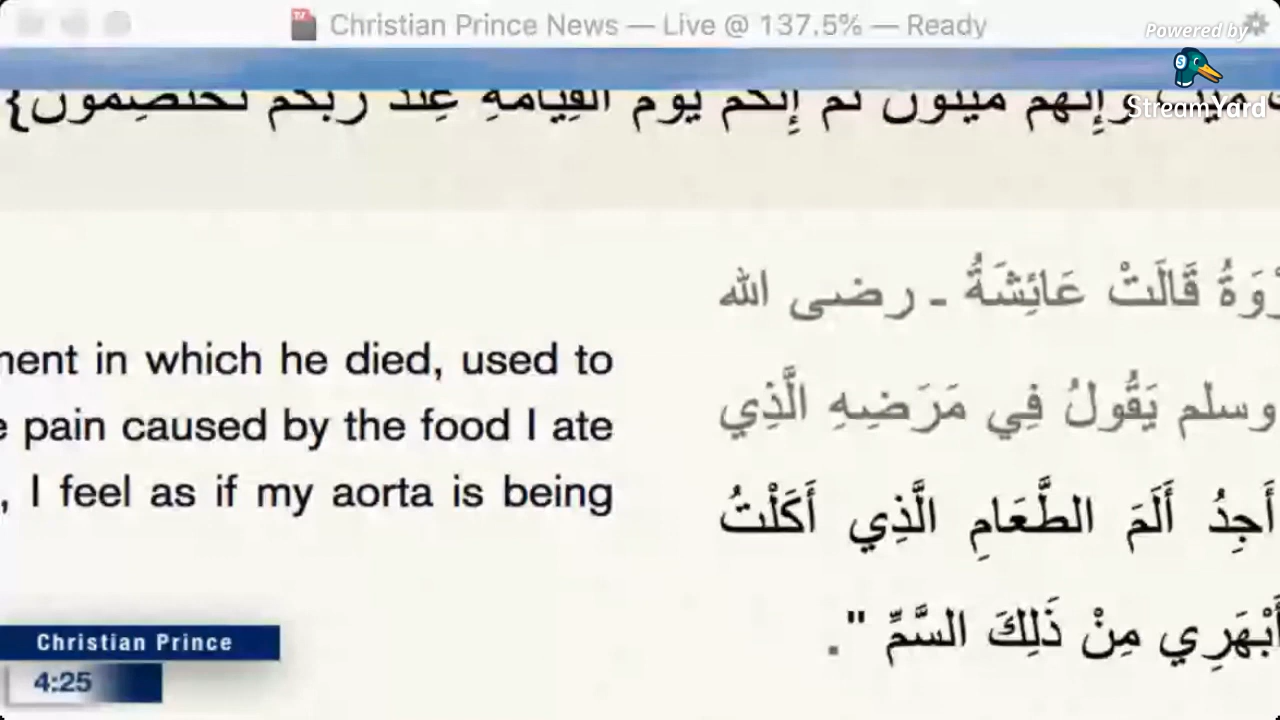 Christian Prince News — Live @ 137.5% — Ready
Powered by
StreamYard
وَإِنَّهُم مَّيِّتُونَ ثُمَّ إِنَّكُمْ يَوْمَ الْقِيَامَةِ عِنْدَ رَبِّكُمْ تَخْتَصِمُونَ}
قَالَتْ عَائِشَةُ ـ رضى الله
وسلم يَقُولُ فِي مَرَضِهِ الَّذِي
أَجِدُ أَلَمَ الطَّعَامِ الَّذِي أَكَلْتُ
أَبْهَرِي مِنْ ذَلِكَ السَّمِّ " .
in which he died, used to
pain caused by the food I ate
, I feel as if my aorta is being
Christian Prince
4:25